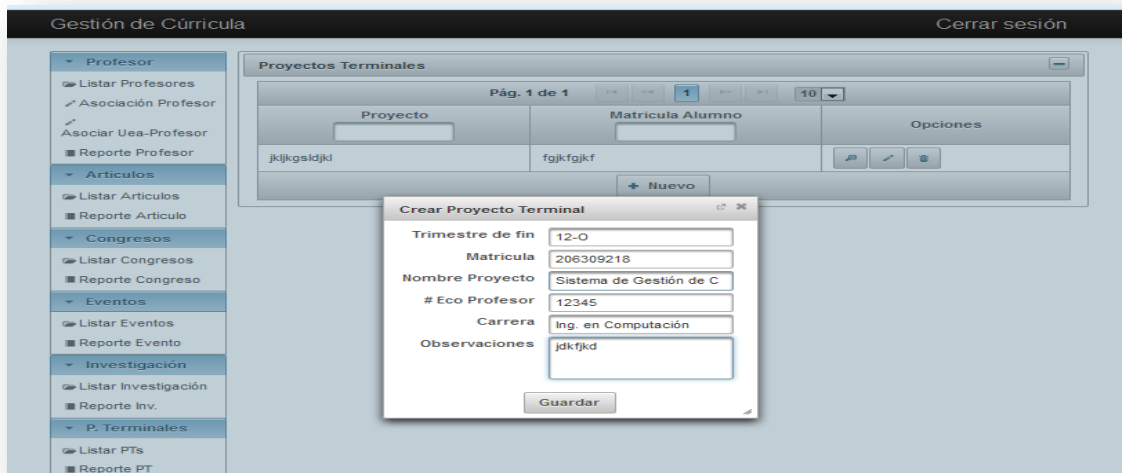 Gestión de Cúrricula
Cerrar sesión
Profesor
Listar Profesores
Asociación Profesor
Asociar Uea-Profesor
Reporte Profesor
Articulos
Listar Articulos
Reporte Articulo
Congresos
Listar Congresos
Reporte Congreso
Eventos
Listar Eventos
Reporte Evento
Investigación
Listar Investigación
Reporte Inv.
P. Terminales
Listar PTs
Reporte PT
Proyectos Terminales
Pág. 1 de 1 1 10
Proyecto Matricula Alumno Opciones
jkljkgsldjkl fgjkfgjkf
Nuevo
Crear Proyecto Terminal
Trimestre de fin 12-O
Matricula 206309218
Nombre Proyecto Sistema de Gestión de C
# Eco Profesor 12345
Carrera Ing. en Computación
Observaciones jdkfjkd
Guardar